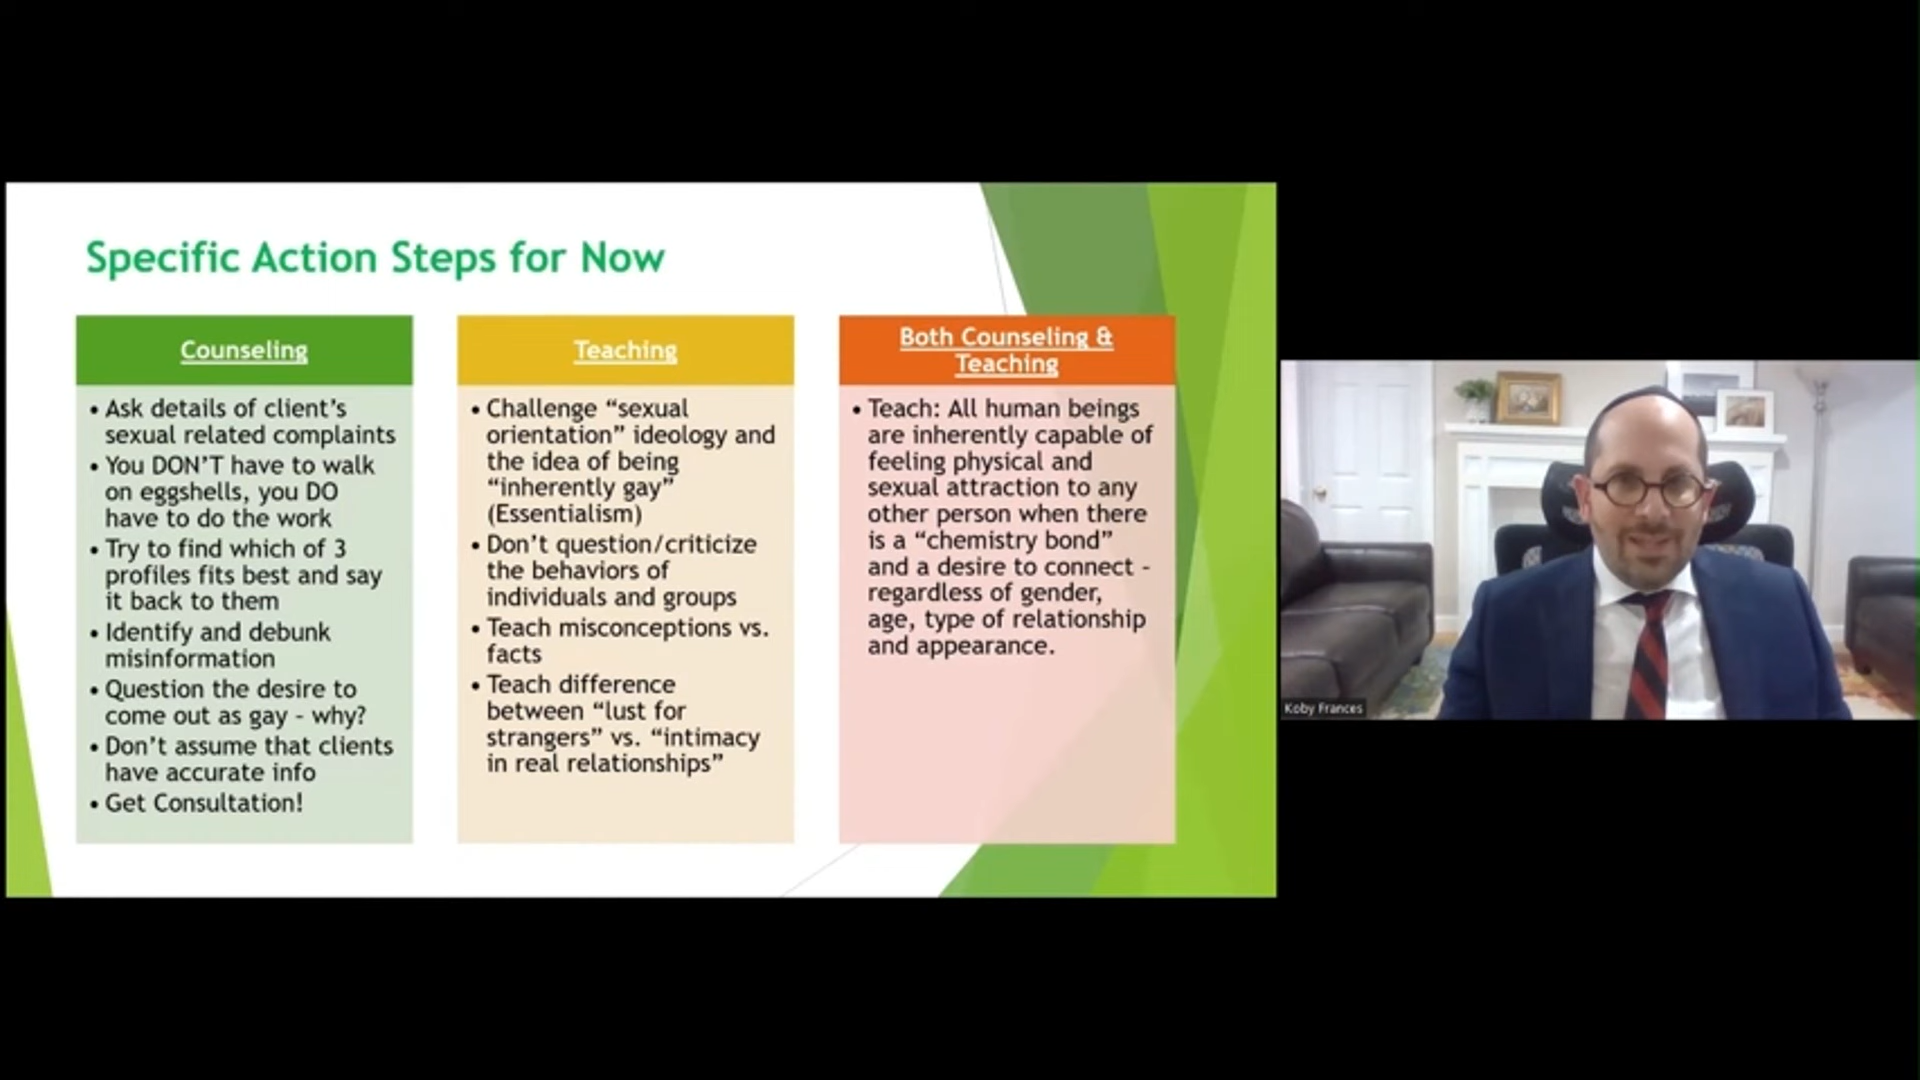 Specific Action Steps for Now
Counseling
• Ask details of client’s
sexual related complaints
• You DON’T have to walk
on eggshells, you DO
have to do the work
• Try to find which of 3
profiles fits best and say
it back to them
• Identify and debunk
misinformation
• Question the desire to
come out as gay – why?
• Don’t assume that clients
have accurate info
• Get Consultation!
Teaching
• Challenge “sexual
orientation” ideology and
the idea of being
“inherently gay”
(Essentialism)
• Don’t question/criticize
the behaviors of
individuals and groups
• Teach misconceptions vs.
facts
• Teach difference
between “lust for
strangers” vs. “intimacy
in real relationships”
Both Counseling &
Teaching
• Teach: All human beings
are inherently capable of
feeling physical and
sexual attraction to any
other person when there
is a “chemistry bond”
and a desire to connect –
regardless of gender,
age, type of relationship
and appearance.
Koby Frances